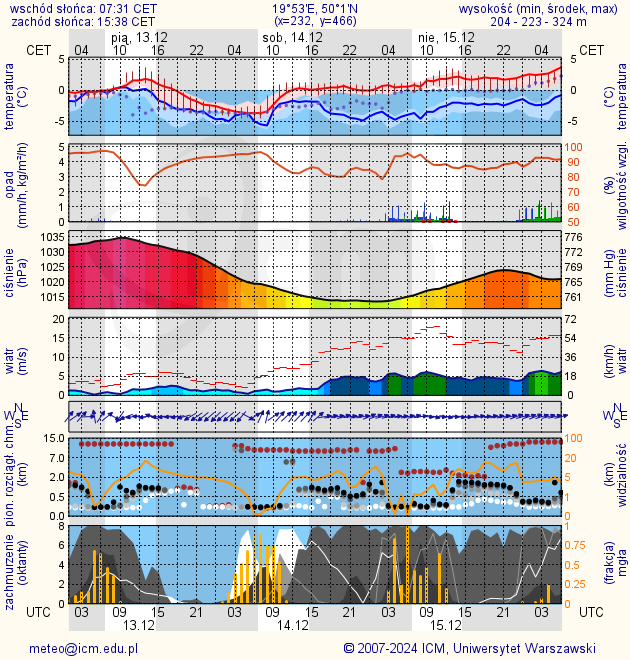 wschód słońca: 07:31 CET
zachód słońca: 15:38 CET
19°53'E, 50°1'N
(x=232, y=466)
wysokość (min, środek, max)
204 - 223 - 324 m
pią, 13.12
sob, 14.12
nie, 15.12
CET 04 10 16 22 04 10 16 22 04 10 16 22 04 CET
temperatura
(°C)
5
0
-5
5
0
-5
temperatura
(°C)
opad
(mm/h, kg/m²/h)
5
4
3
2
1
0
100
90
80
70
60
50
(%)
wilgotność wzgl.
ciśnienie
(hPa)
1035
1030
1025
1020
1015
776
772
769
765
761
(mm Hg)
ciśnienie
wiatr
(m/s)
20
15
10
5
0
72
54
36
18
0
(km/h)
wiatr
N
W E
S
N
W E
S
pion. rozciągł. chm.
(km)
15.0
7.0
2.0
0.5
0.0
100
20
5
1
0
(km)
widzialność
zachmurzenie
(oktanty)
8
6
4
2
0
1
0.75
0.5
0.25
0
(frakcja)
mgła
UTC 03 09 15 21 03 09 15 21 03 09 15 21 03 UTC
13.12
14.12
15.12
meteo@icm.edu.pl
© 2007-2024 ICM, Uniwersytet Warszawski